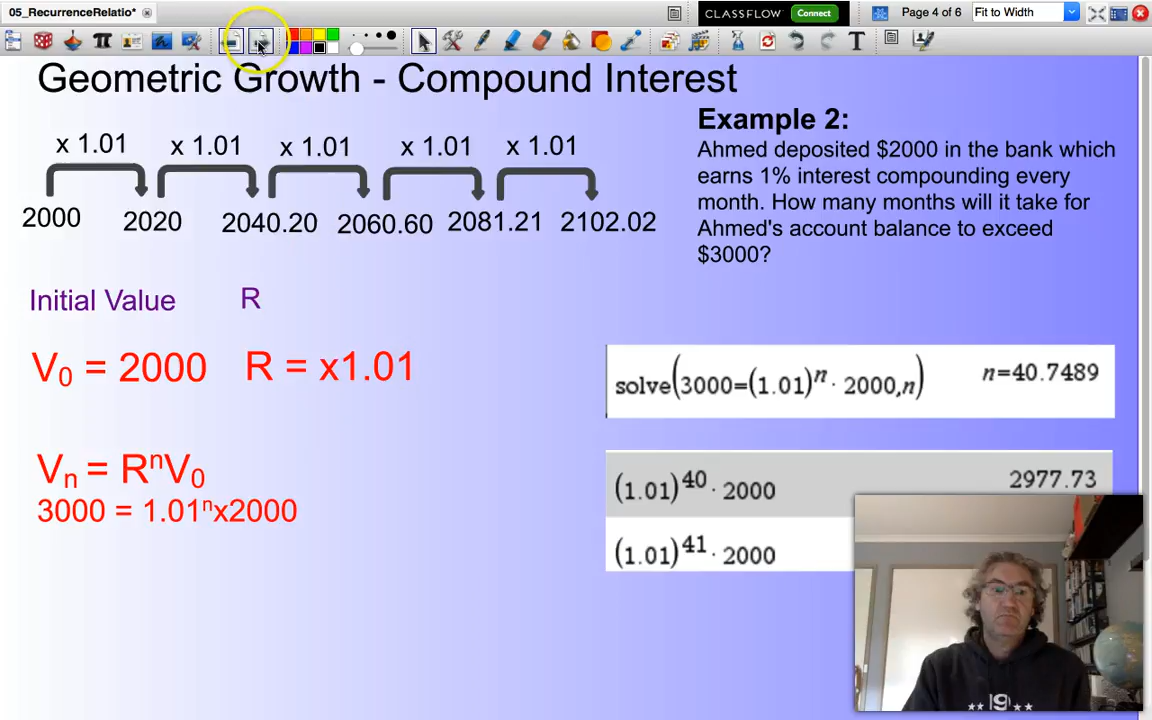 05_RecurrenceRelatio*
CLASSFLOW Connect
Page 4 of 6
Fit to Width
Geometric Growth - Compound Interest
x 1.01 x 1.01 x 1.01 x 1.01 x 1.01
2000 2020 2040.20 2060.60 2081.21 2102.02
Example 2:
Ahmed deposited $2000 in the bank which
earns 1% interest compounding every
month. How many months will it take for
Ahmed's account balance to exceed
$3000?
Initial Value R
V₀ = 2000 R = x1.01
Vₙ = RⁿV₀
3000 = 1.01ⁿx2000
solve(3000=(1.01)ⁿ · 2000,n) n=40.7489
(1.01)⁴⁰ · 2000 2977.73
(1.01)⁴¹ · 2000
19